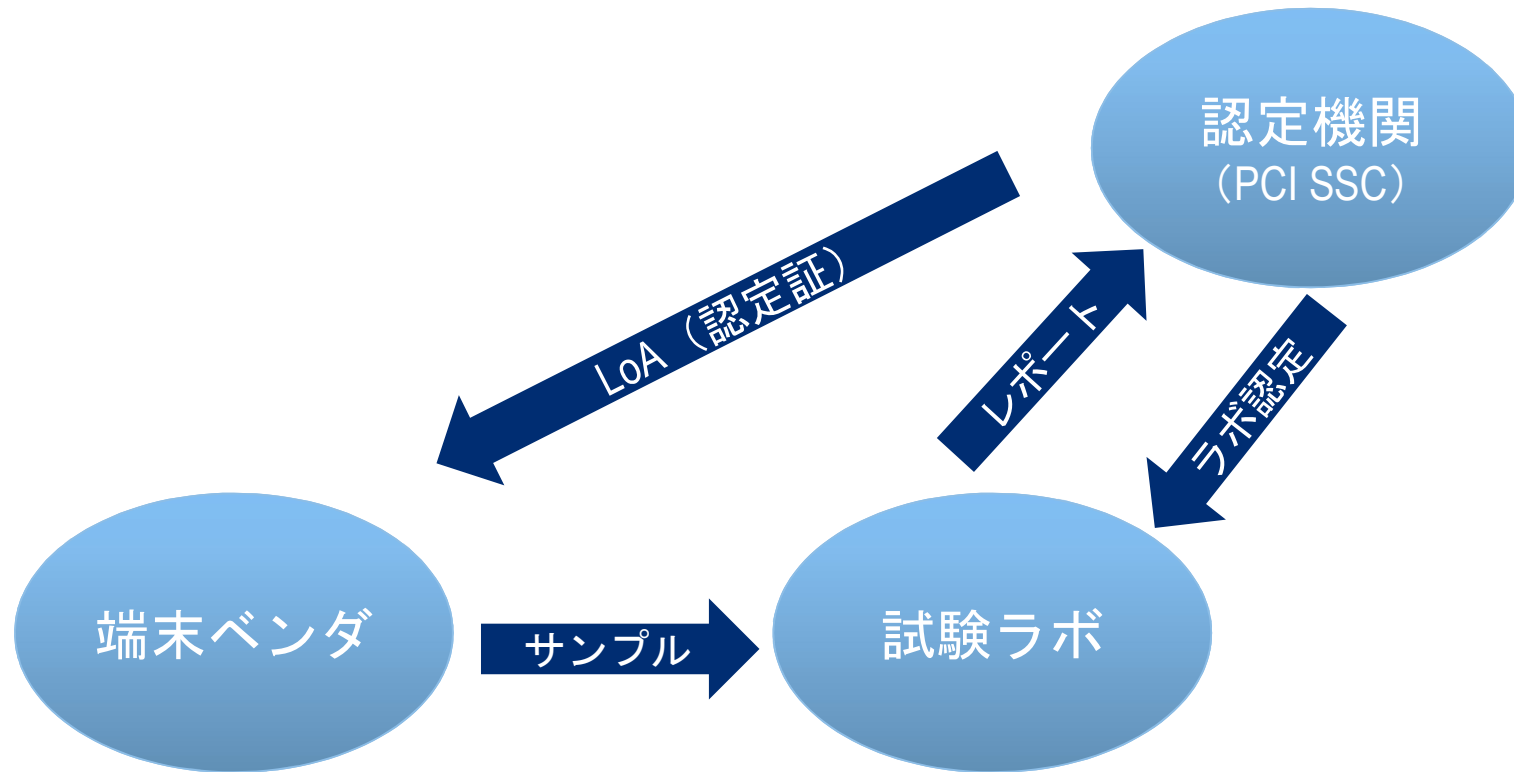 認定機関
（PCI SSC）
LoA（認定証）
レポート
ラボ認定
端末ベンダ
サンプル
試験ラボ